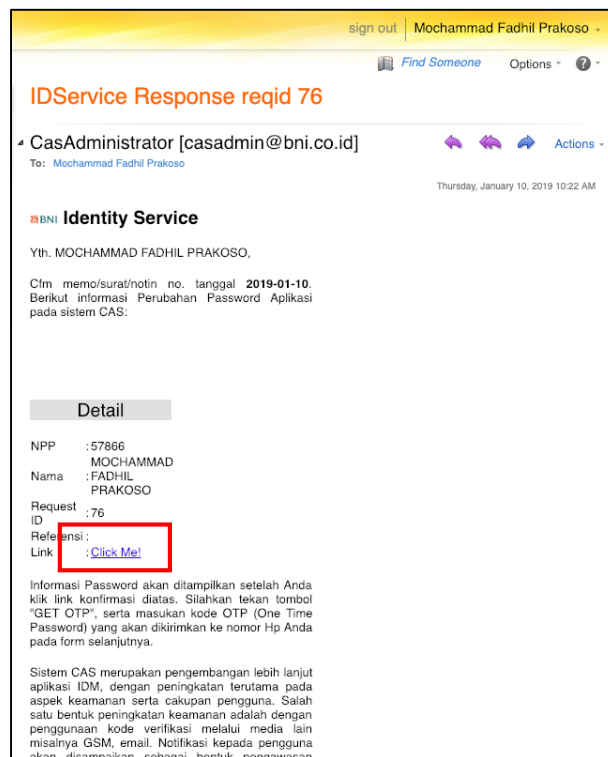 sign out Mochammad Fadhil Prakoso
Find Someone Options
IDService Response reqid 76
CasAdministrator [casadmin@bni.co.id]
Actions
To: Mochammad Fadhil Prakoso
Thursday, January 10, 2019 10:22 AM
BNI Identity Service
Yth. MOCHAMMAD FADHIL PRAKOSO,
Cfm memo/surat/notin no. tanggal 2019-01-10.
Berikut informasi Perubahan Password Aplikasi
pada sistem CAS:
Detail
NPP : 57866
MOCHAMMAD
Nama : FADHIL
PRAKOSO
Request
ID : 76
Referensi :
Link : Click Me!
Informasi Password akan ditampilkan setelah Anda
klik link konfirmasi diatas. Silahkan tekan tombol
"GET OTP", serta masukan kode OTP (One Time
Password) yang akan dikirimkan ke nomor Hp Anda
pada form selanjutnya.
Sistem CAS merupakan pengembangan lebih lanjut
aplikasi IDM, dengan peningkatan terutama pada
aspek keamanan serta cakupan pengguna. Salah
satu bentuk peningkatan keamanan adalah dengan
penggunaan kode verifikasi melalui media lain
misalnya GSM, email. Notifikasi kepada pengguna
akan disampaikan sebagai bentuk pengawasan